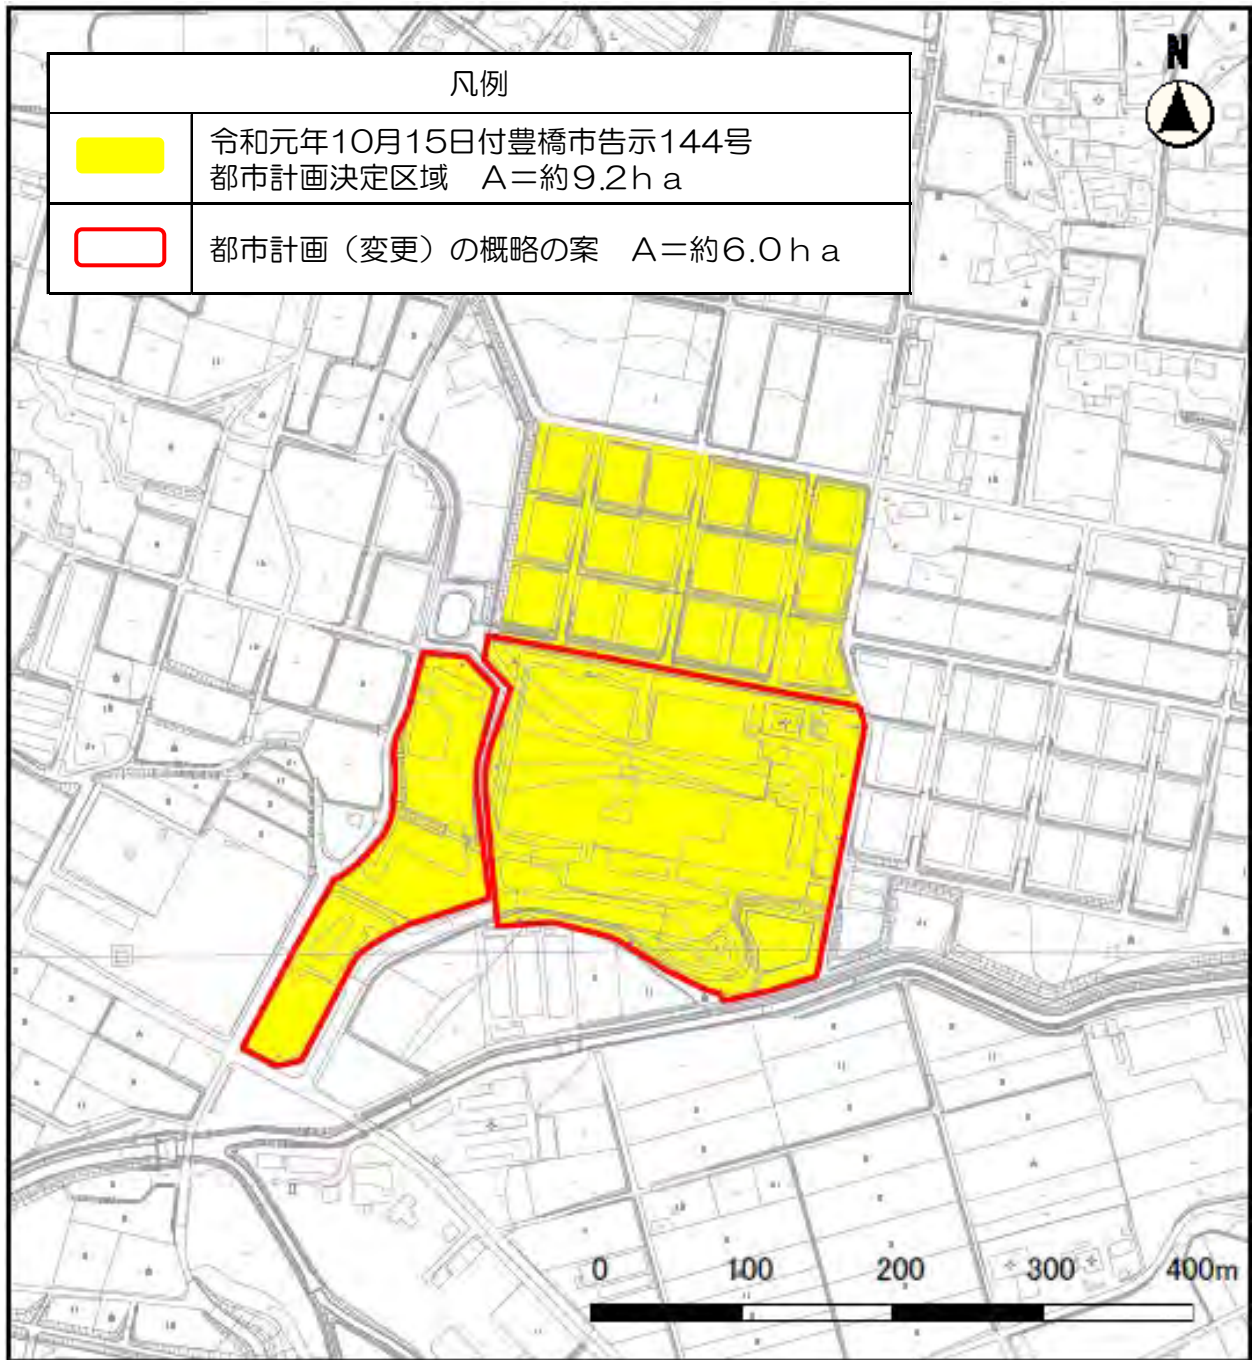 凡例
令和元年10月15日付豊橋市告示144号
都市計画決定区域　A＝約9.2ｈａ
都市計画（変更）の概略の案　A＝約6.0ｈａ
N
0 100 200 300 400m